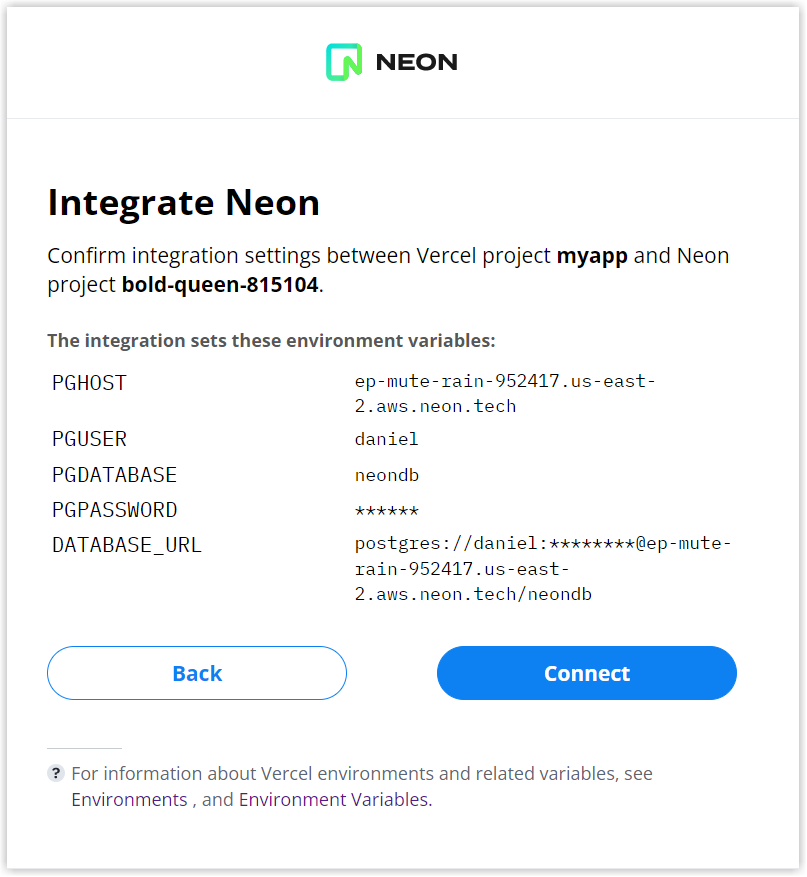 NEON
Integrate Neon
Confirm integration settings between Vercel project myapp and Neon
project bold-queen-815104.
The integration sets these environment variables:
PGHOST ep-mute-rain-952417.us-east-
2.aws.neon.tech
PGUSER daniel
PGDATABASE neondb
PGPASSWORD ******
DATABASE_URL postgres://daniel:********@ep-mute-
rain-952417.us-east-
2.aws.neon.tech/neondb
Back Connect
? For information about Vercel environments and related variables, see
Environments , and Environment Variables.